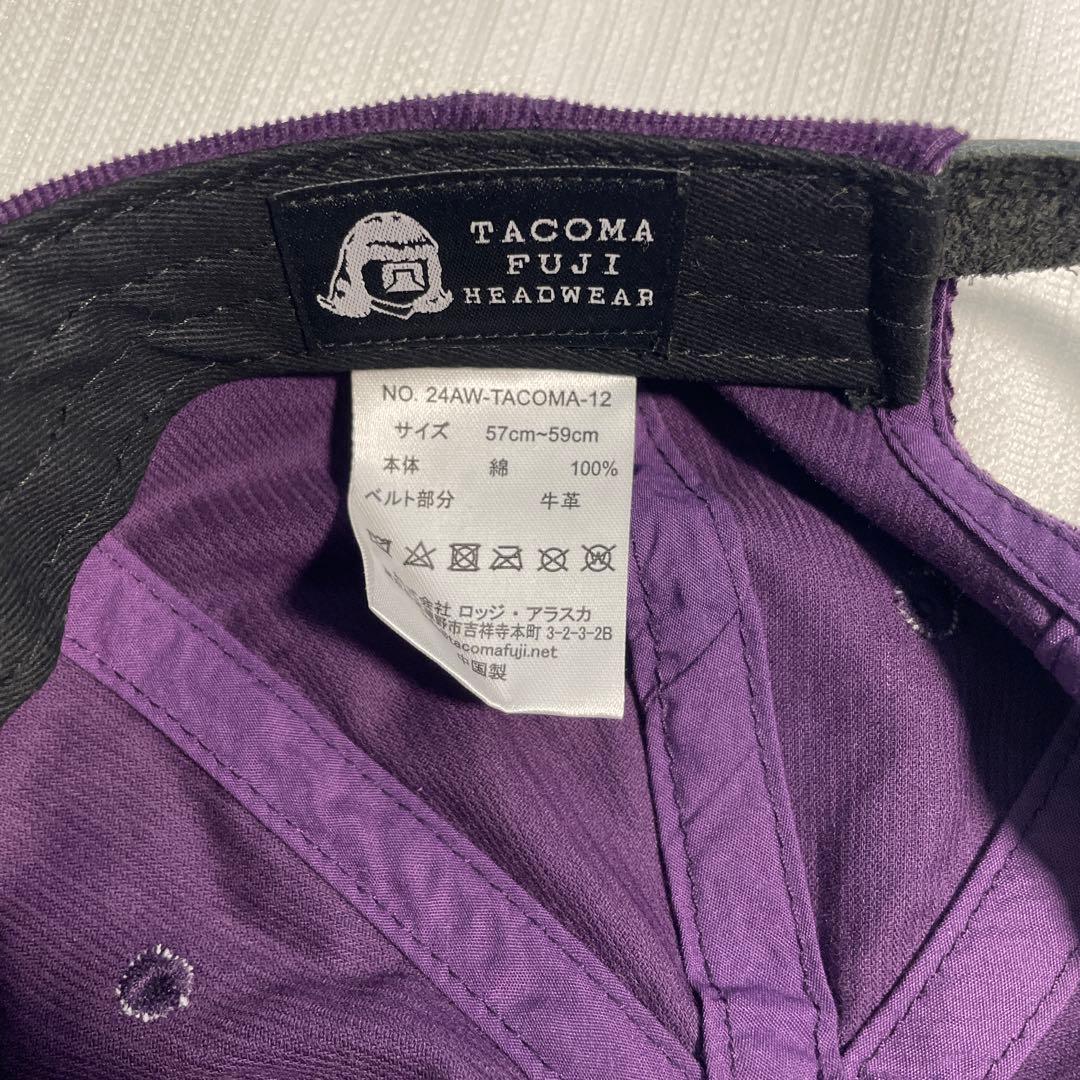 TACOMA
FUJI
HEADWEAR
NO. 24AW-TACOMA-12
サイズ 57cm~59cm
本体 綿 100%
ベルト部分 牛革
会社 ロッジ・アラスカ
野市吉祥寺本町 3-2-3-2B
tacomafuji.net
中国製